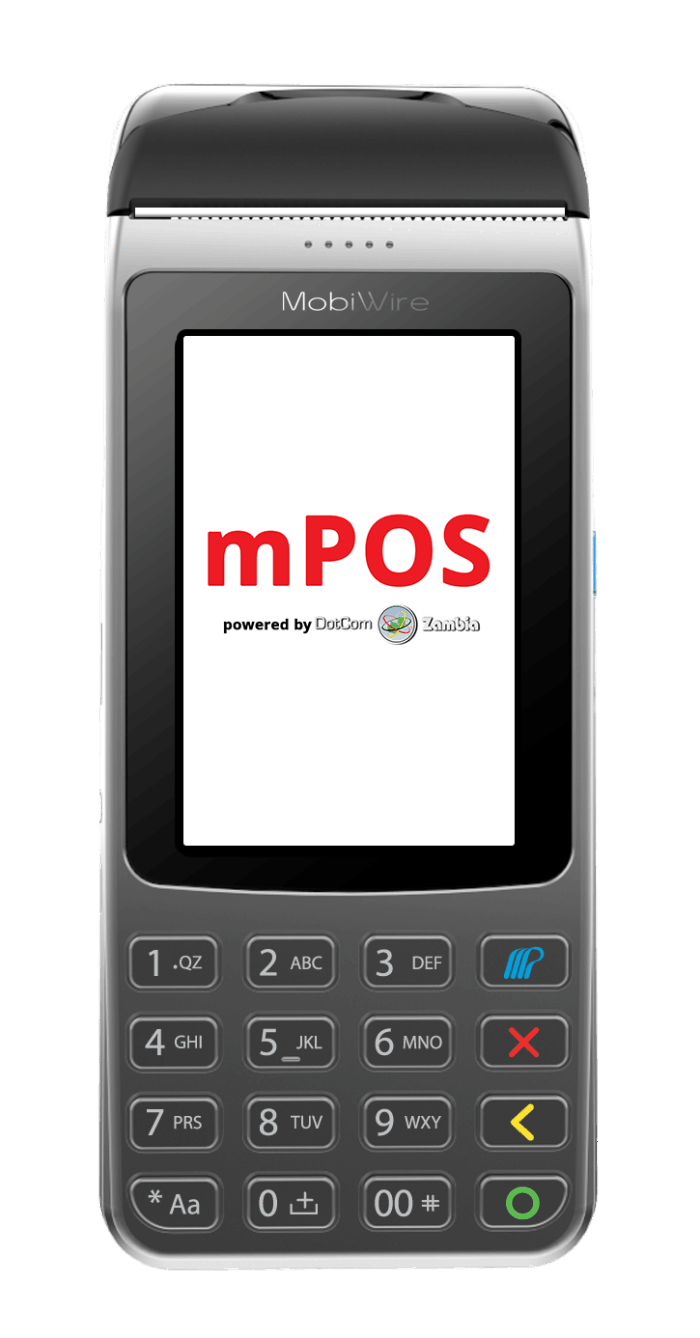 MobiWire
mPOS
powered by DotCom Zambia
1 .QZ 2 ABC 3 DEF
4 GHI 5 JKL 6 MNO
7 PRS 8 TUV 9 WXY
* Aa 0 00 #